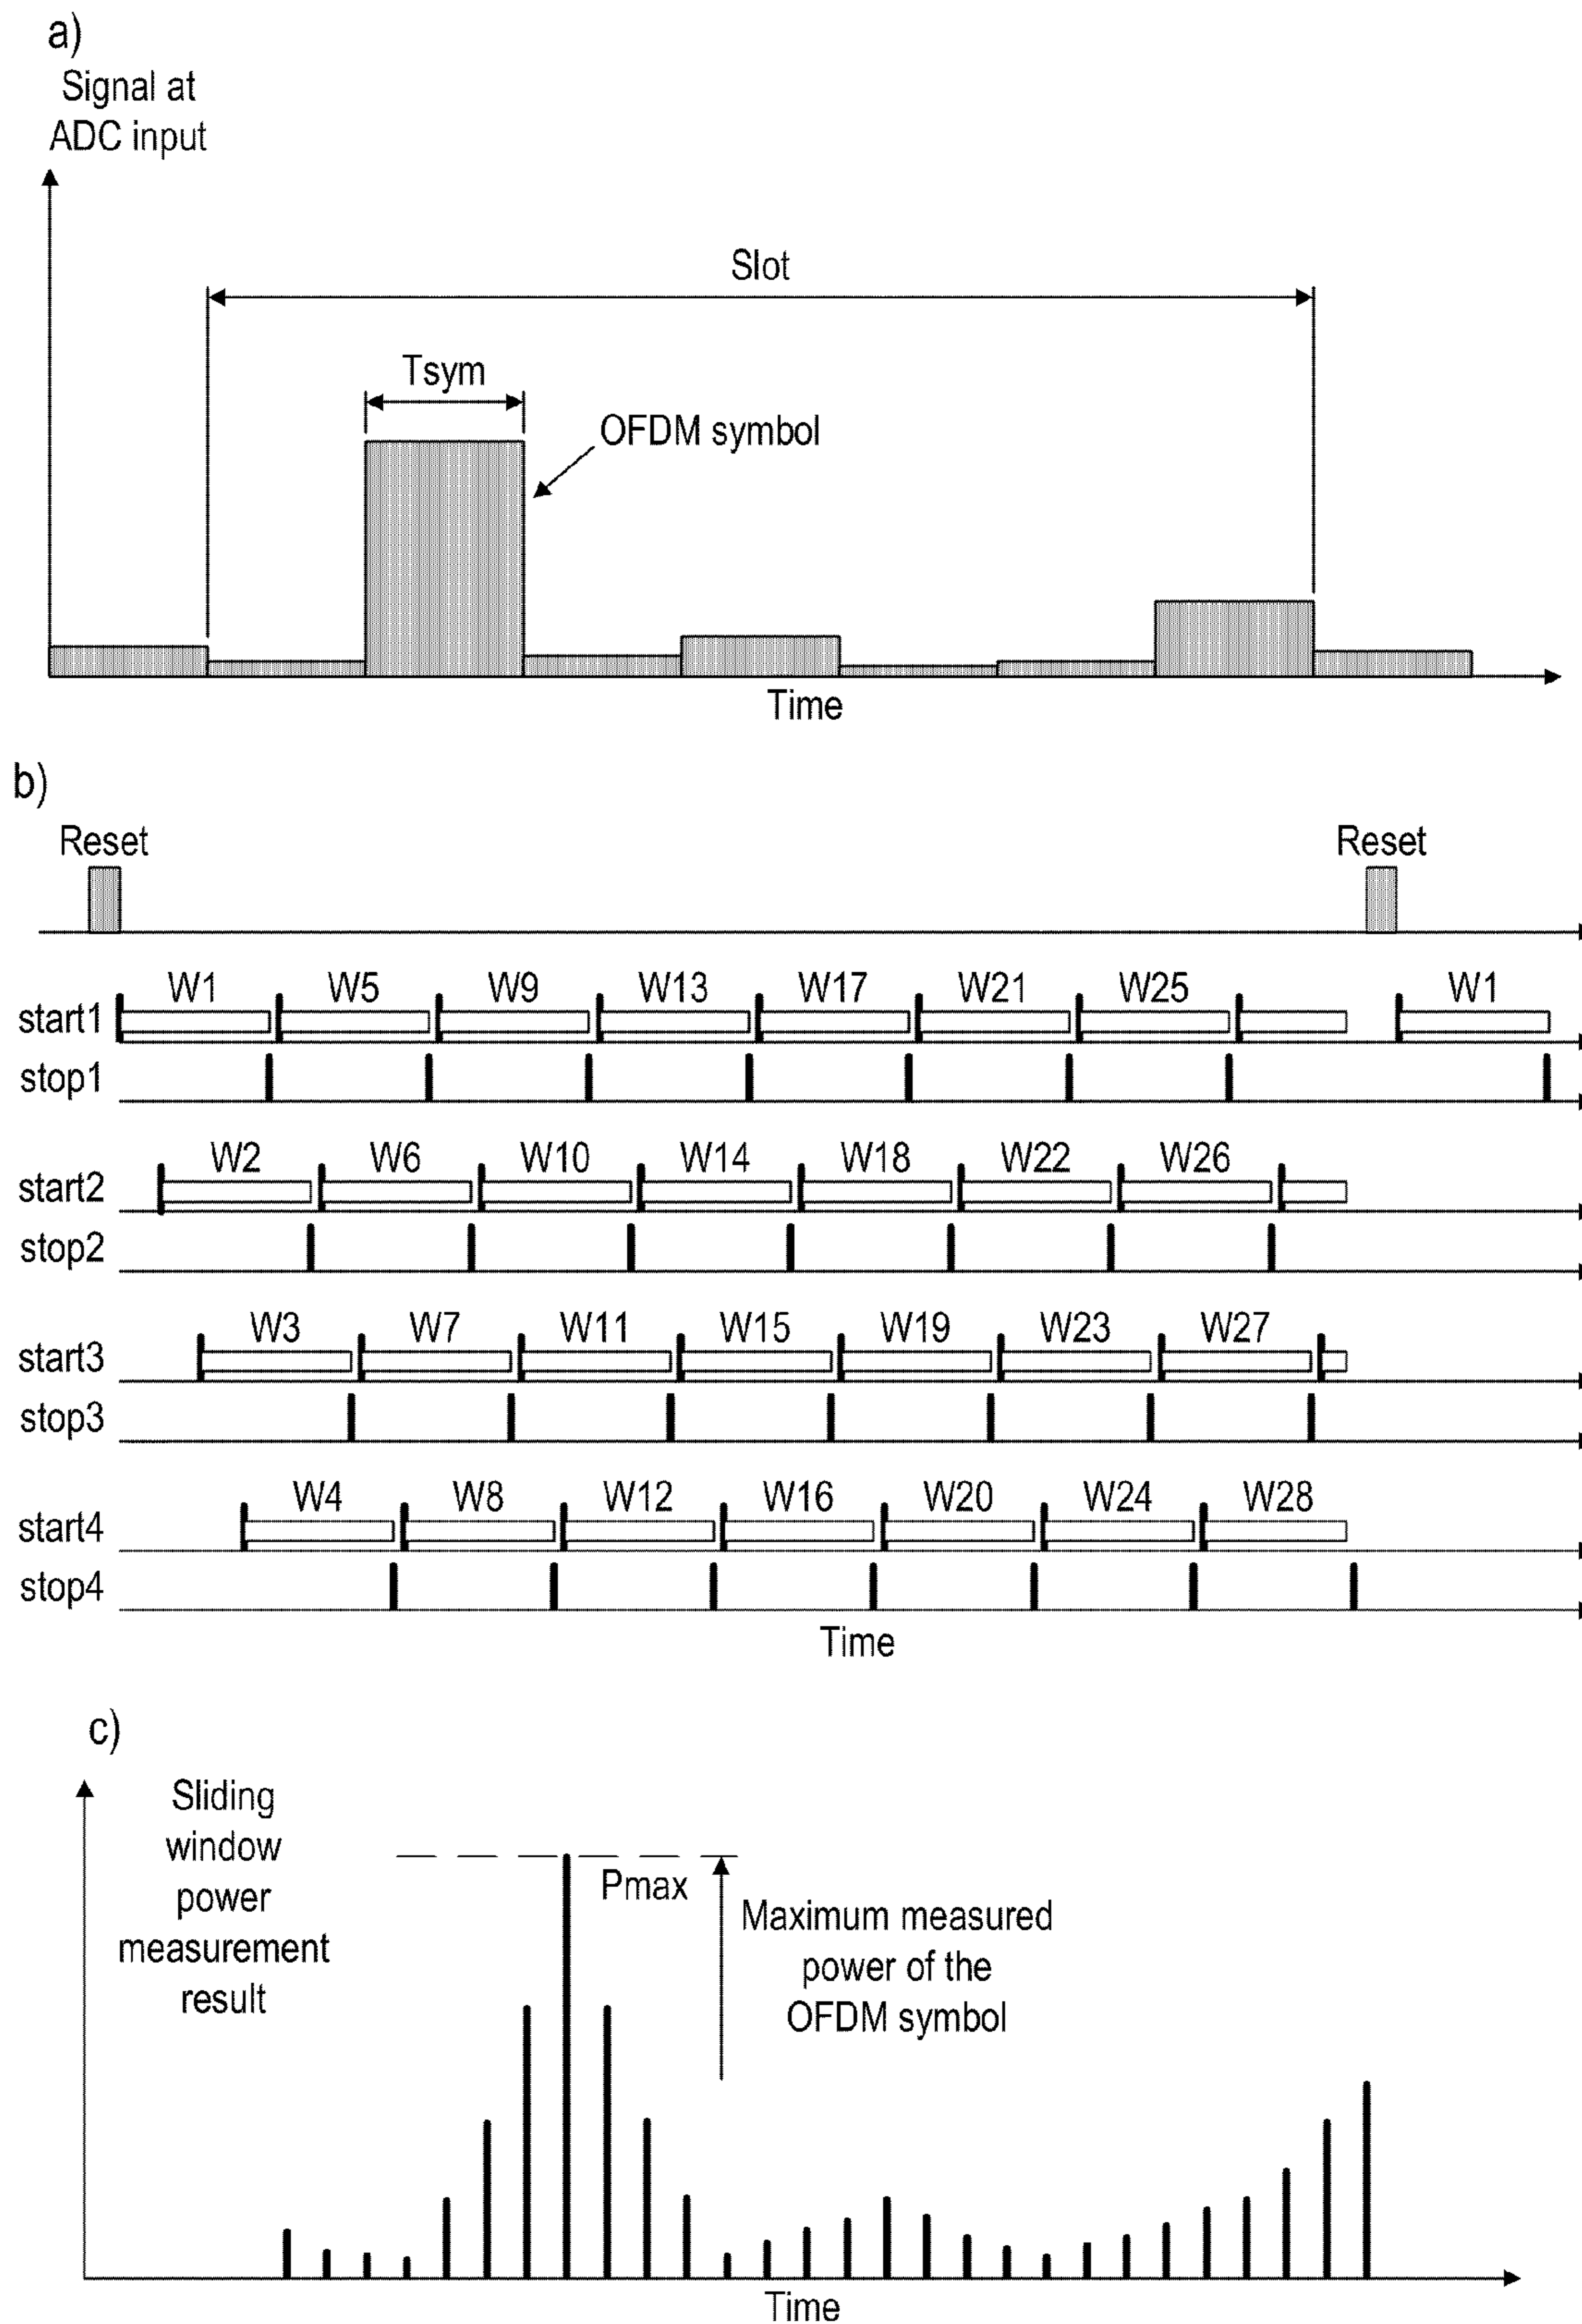 a)
Signal at
ADC input
Slot
Tsym
OFDM symbol
Time
b)
Reset Reset
W1 W5 W9 W13 W17 W21 W25 W1
start1
stop1
W2 W6 W10 W14 W18 W22 W26
start2
stop2
W3 W7 W11 W15 W19 W23 W27
start3
stop3
W4 W8 W12 W16 W20 W24 W28
start4
stop4
Time
c)
Sliding
window
power
measurement
result
Pmax
Maximum measured
power of the
OFDM symbol
Time